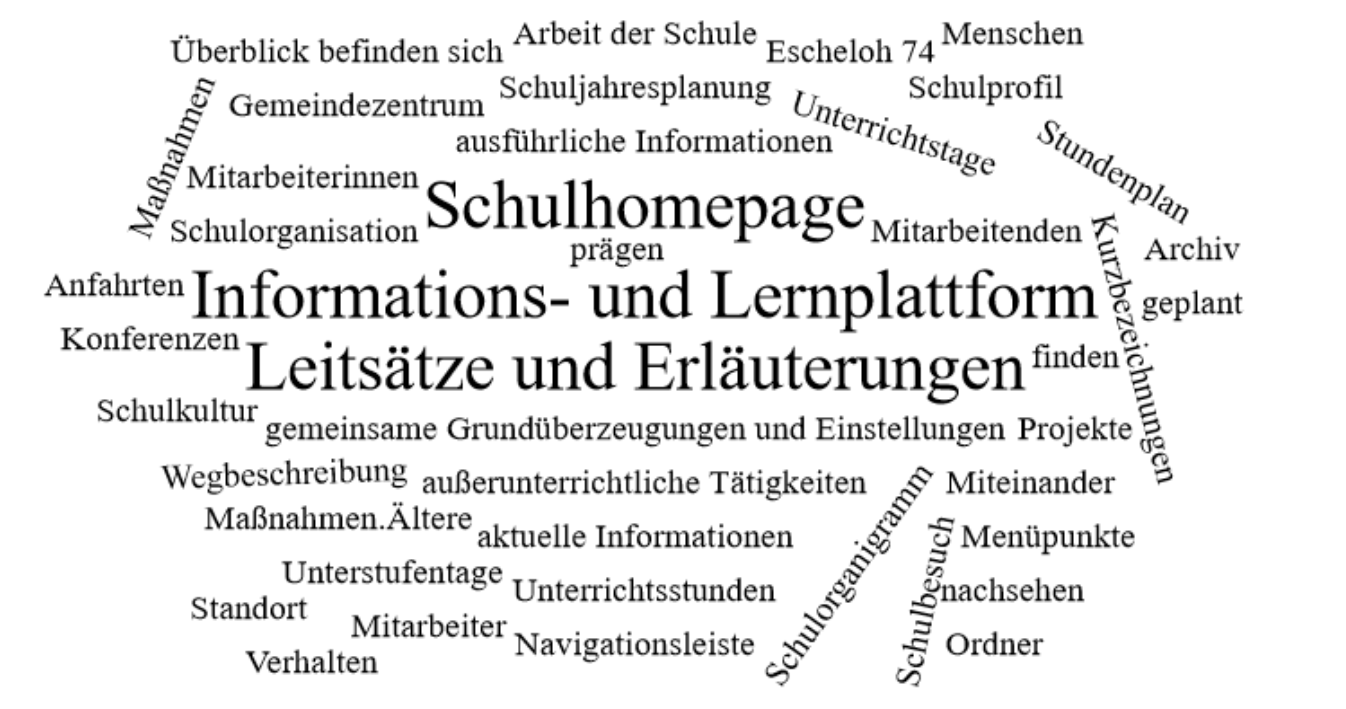 Arbeit der Schule
Menschen
Überblick befinden sich
Escheloh 74
Schuljahresplanung
Schulprofil
Gemeindezentrum
Maßnahmen
Unterrichtstage
Stundenplan
ausführliche Informationen
Mitarbeiterinnen
Schulhomepage
Schulorganisation
Mitarbeitenden
prägen
Archiv
Kurzbezeichnungen
Anfahrten
Informations- und Lernplattform
geplant
Konferenzen
Leitsätze und Erläuterungen
finden
Schulkultur
gemeinsame Grundüberzeugungen und Einstellungen
Projekte
Wegbeschreibung
außerunterrichtliche Tätigkeiten
Miteinander
Maßnahmen.Ältere
aktuelle Informationen
Schulorganigramm
Menüpunkte
Unterstufentage
Unterrichtsstunden
Schulbesuch
nachsehen
Standort
Mitarbeiter
Navigationsleiste
Ordner
Verhalten